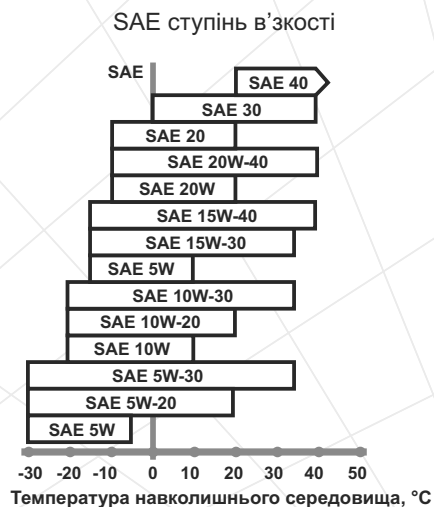 SAE ступінь в’зкості
SAE
SAE 40
SAE 30
SAE 20
SAE 20W-40
SAE 20W
SAE 15W-40
SAE 15W-30
SAE 5W
SAE 10W-30
SAE 10W-20
SAE 10W
SAE 5W-30
SAE 5W-20
SAE 5W
-30 -20 -10 0 10 20 30 40 50
Температура навколишнього середовища, °C